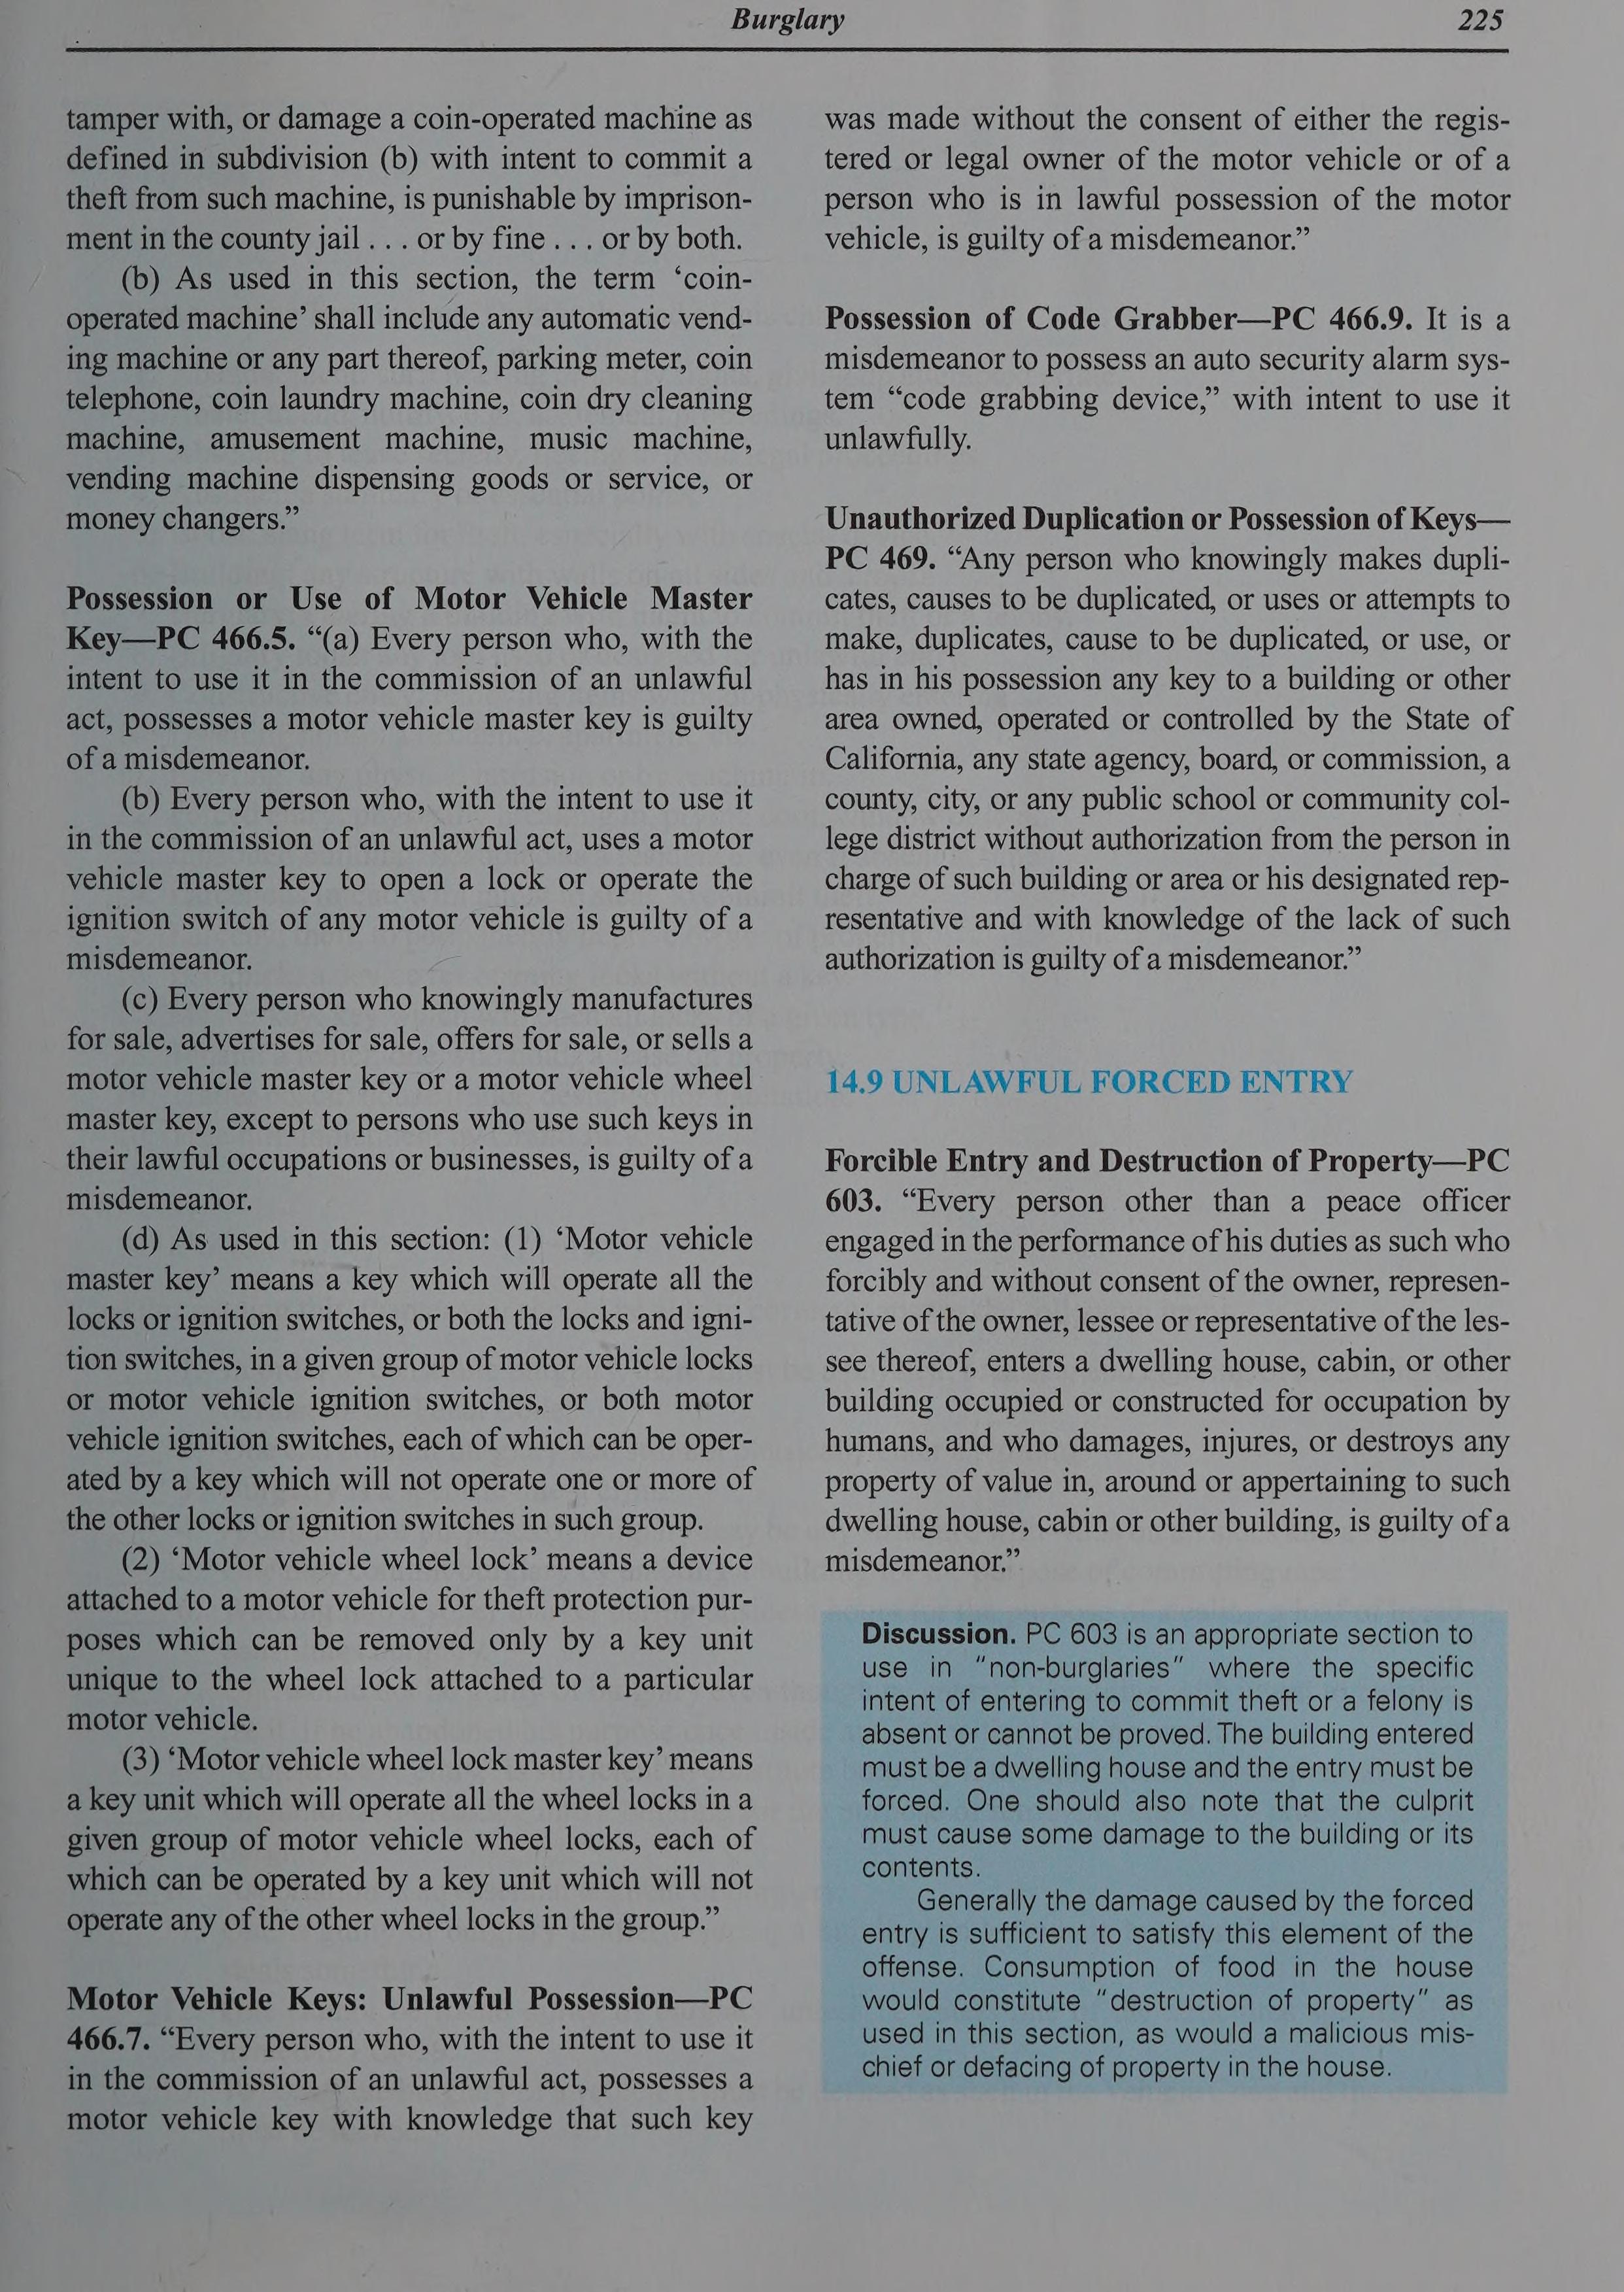 Burglary
225
tamper with, or damage a coin-operated machine as
defined in subdivision (b) with intent to commit a
theft from such machine, is punishable by imprison-
ment in the county jail . . . or by fine . . . or by both.
(b) As used in this section, the term ‘coin-
operated machine’ shall include any automatic vend-
ing machine or any part thereof, parking meter, coin
telephone, coin laundry machine, coin dry cleaning
machine, amusement machine, music machine,
vending machine dispensing goods or service, or
money changers.”
Possession or Use of Motor Vehicle Master
Key—PC 466.5. “(a) Every person who, with the
intent to use it in the commission of an unlawful
act, possesses a motor vehicle master key is guilty
of a misdemeanor.
(b) Every person who, with the intent to use it
in the commission of an unlawful act, uses a motor
vehicle master key to open a lock or operate the
ignition switch of any motor vehicle is guilty of a
misdemeanor.
(c) Every person who knowingly manufactures
for sale, advertises for sale, offers for sale, or sells a
motor vehicle master key or a motor vehicle wheel
master key, except to persons who use such keys in
their lawful occupations or businesses, is guilty of a
misdemeanor.
(d) As used in this section: (1) ‘Motor vehicle
master key’ means a key which will operate all the
locks or ignition switches, or both the locks and igni-
tion switches, in a given group of motor vehicle locks
or motor vehicle ignition switches, or both motor
vehicle ignition switches, each of which can be oper-
ated by a key which will not operate one or more of
the other locks or ignition switches in such group.
(2) ‘Motor vehicle wheel lock’ means a device
attached to a motor vehicle for theft protection pur-
poses which can be removed only by a key unit
unique to the wheel lock attached to a particular
motor vehicle.
(3) ‘Motor vehicle wheel lock master key’ means
a key unit which will operate all the wheel locks in a
given group of motor vehicle wheel locks, each of
which can be operated by a key unit which will not
operate any of the other wheel locks in the group.”
Motor Vehicle Keys: Unlawful Possession—PC
466.7. “Every person who, with the intent to use it
in the commission of an unlawful act, possesses a
motor vehicle key with knowledge that such key
was made without the consent of either the regis-
tered or legal owner of the motor vehicle or of a
person who is in lawful possession of the motor
vehicle, is guilty of a misdemeanor.”
Possession of Code Grabber—PC 466.9. It is a
misdemeanor to possess an auto security alarm sys-
tem “code grabbing device,” with intent to use it
unlawfully.
Unauthorized Duplication or Possession of Keys—
PC 469. “Any person who knowingly makes dupli-
cates, causes to be duplicated, or uses or attempts to
make, duplicates, cause to be duplicated, or use, or
has in his possession any key to a building or other
area owned, operated or controlled by the State of
California, any state agency, board, or commission, a
county, city, or any public school or community col-
lege district without authorization from the person in
charge of such building or area or his designated rep-
resentative and with knowledge of the lack of such
authorization is guilty of a misdemeanor.”
14.9 UNLAWFUL FORCED ENTRY
Forcible Entry and Destruction of Property—PC
603. “Every person other than a peace officer
engaged in the performance of his duties as such who
forcibly and without consent of the owner, represen-
tative of the owner, lessee or representative of the les-
see thereof, enters a dwelling house, cabin, or other
building occupied or constructed for occupation by
humans, and who damages, injures, or destroys any
property of value in, around or appertaining to such
dwelling house, cabin or other building, is guilty of a
misdemeanor.”
Discussion. PC 603 is an appropriate section to
use in “non-burglaries” where the specific
intent of entering to commit theft or a felony is
absent or cannot be proved. The building entered
must be a dwelling house and the entry must be
forced. One should also note that the culprit
must cause some damage to the building or its
contents.
Generally the damage caused by the forced
entry is sufficient to satisfy this element of the
offense. Consumption of food in the house
would constitute “destruction of property” as
used in this section, as would a malicious mis-
chief or defacing of property in the house.